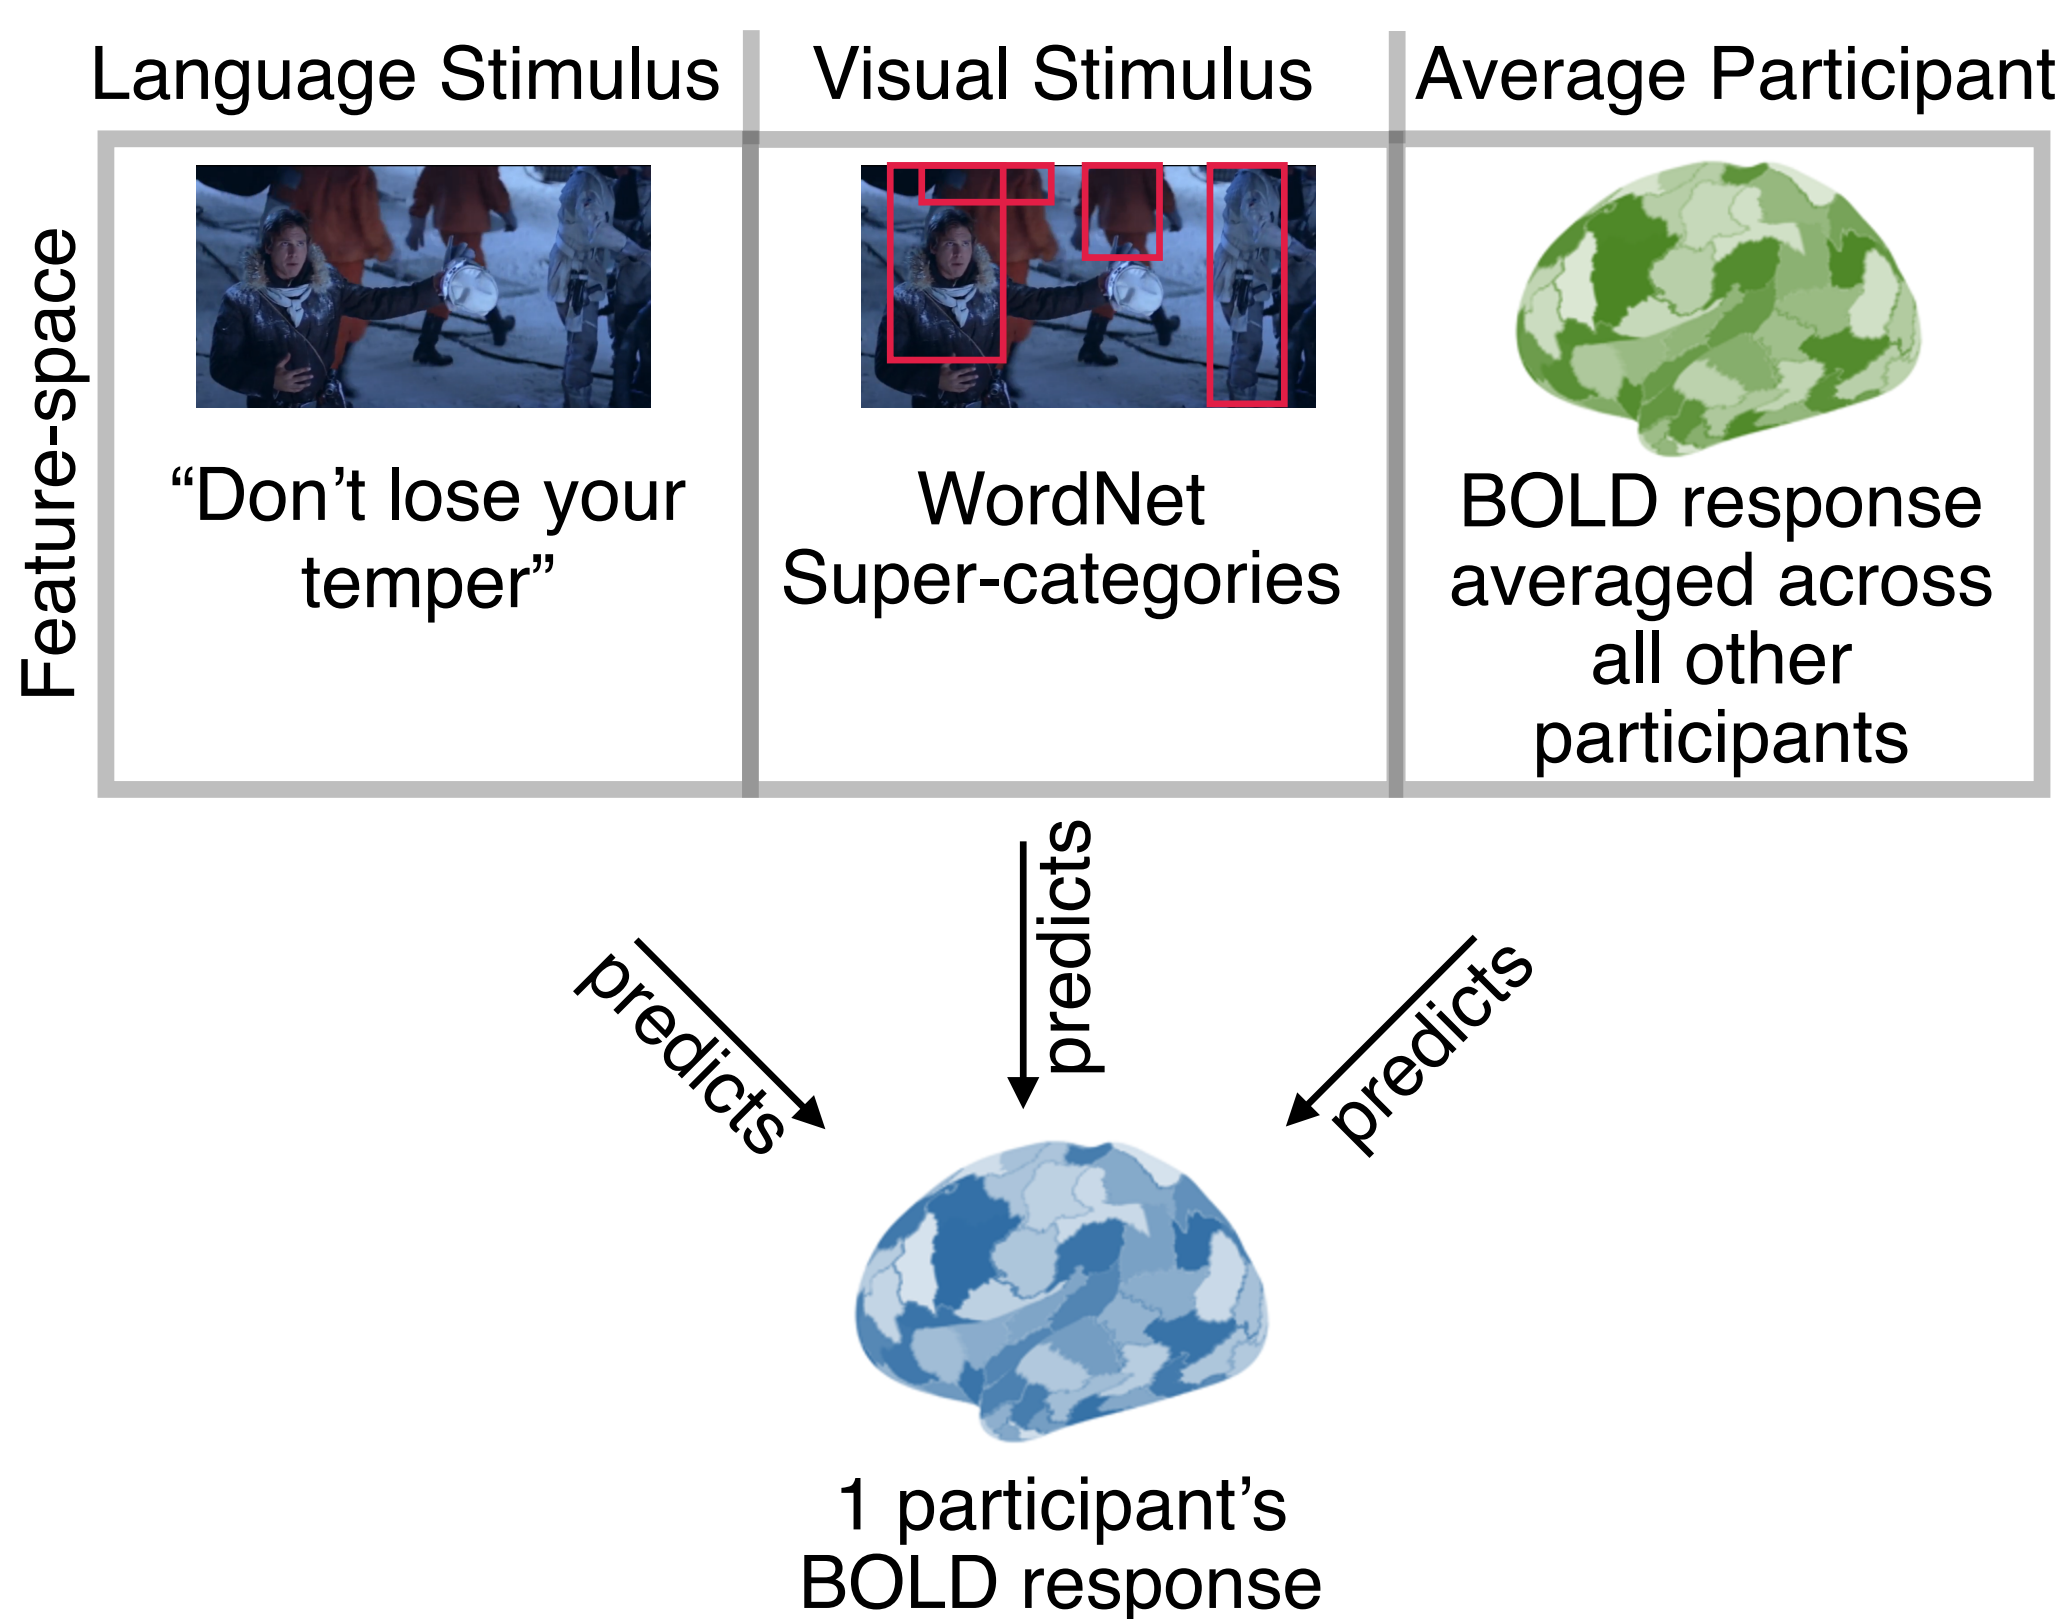 Language Stimulus
Visual Stimulus
Average Participant
Feature-space
“Don’t lose your
temper”
WordNet
Super-categories
BOLD response
averaged across
all other
participants
predicts
predicts
predicts
1 participant’s
BOLD response